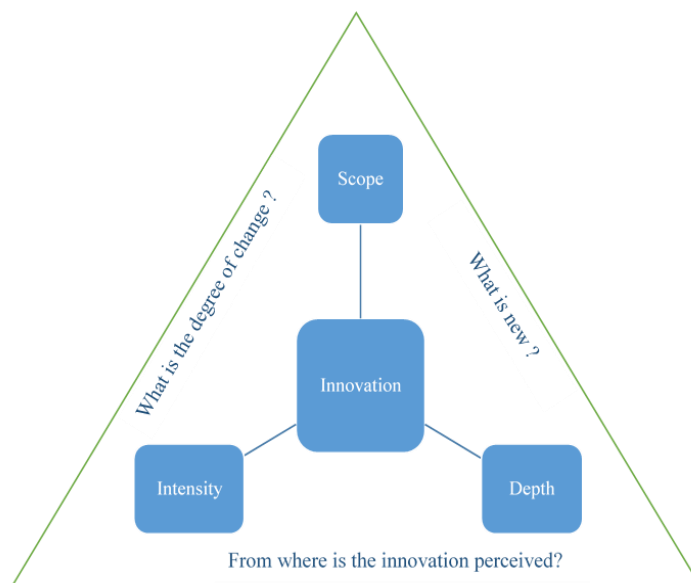 Scope
What is the degree of change ?
What is new ?
Innovation
Intensity
Depth
From where is the innovation perceived?